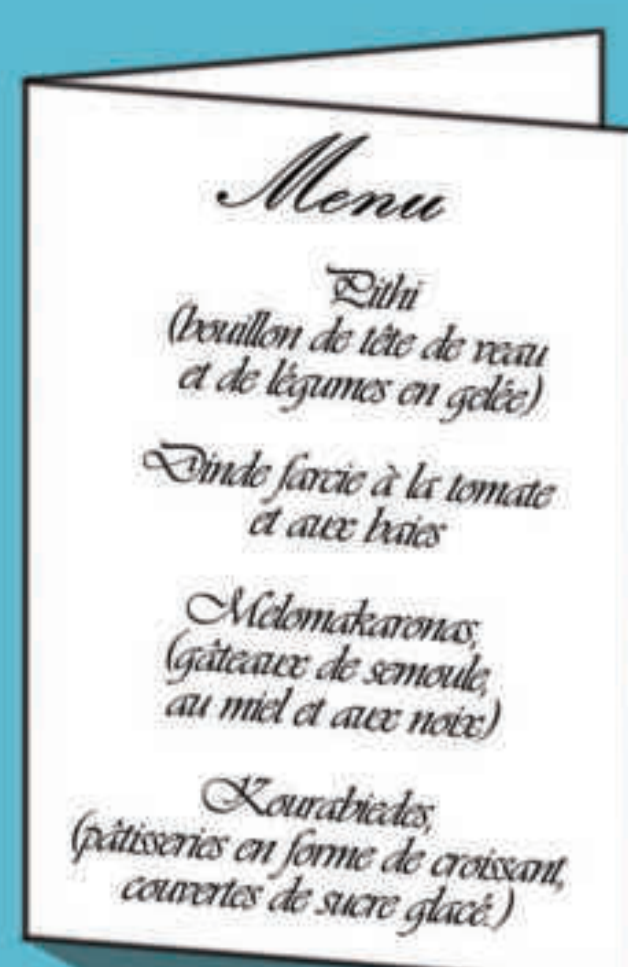 Menu
Pithi
(bouillon de tête de veau
et de légumes en gelée)
Dinde farcie à la tomate
et aux baies
Melomakaronas,
(gâteaux de semoule,
au miel et aux noix)
Kourabiedes,
(pâtisseries en forme de croissant,
couvertes de sucre glacé.)